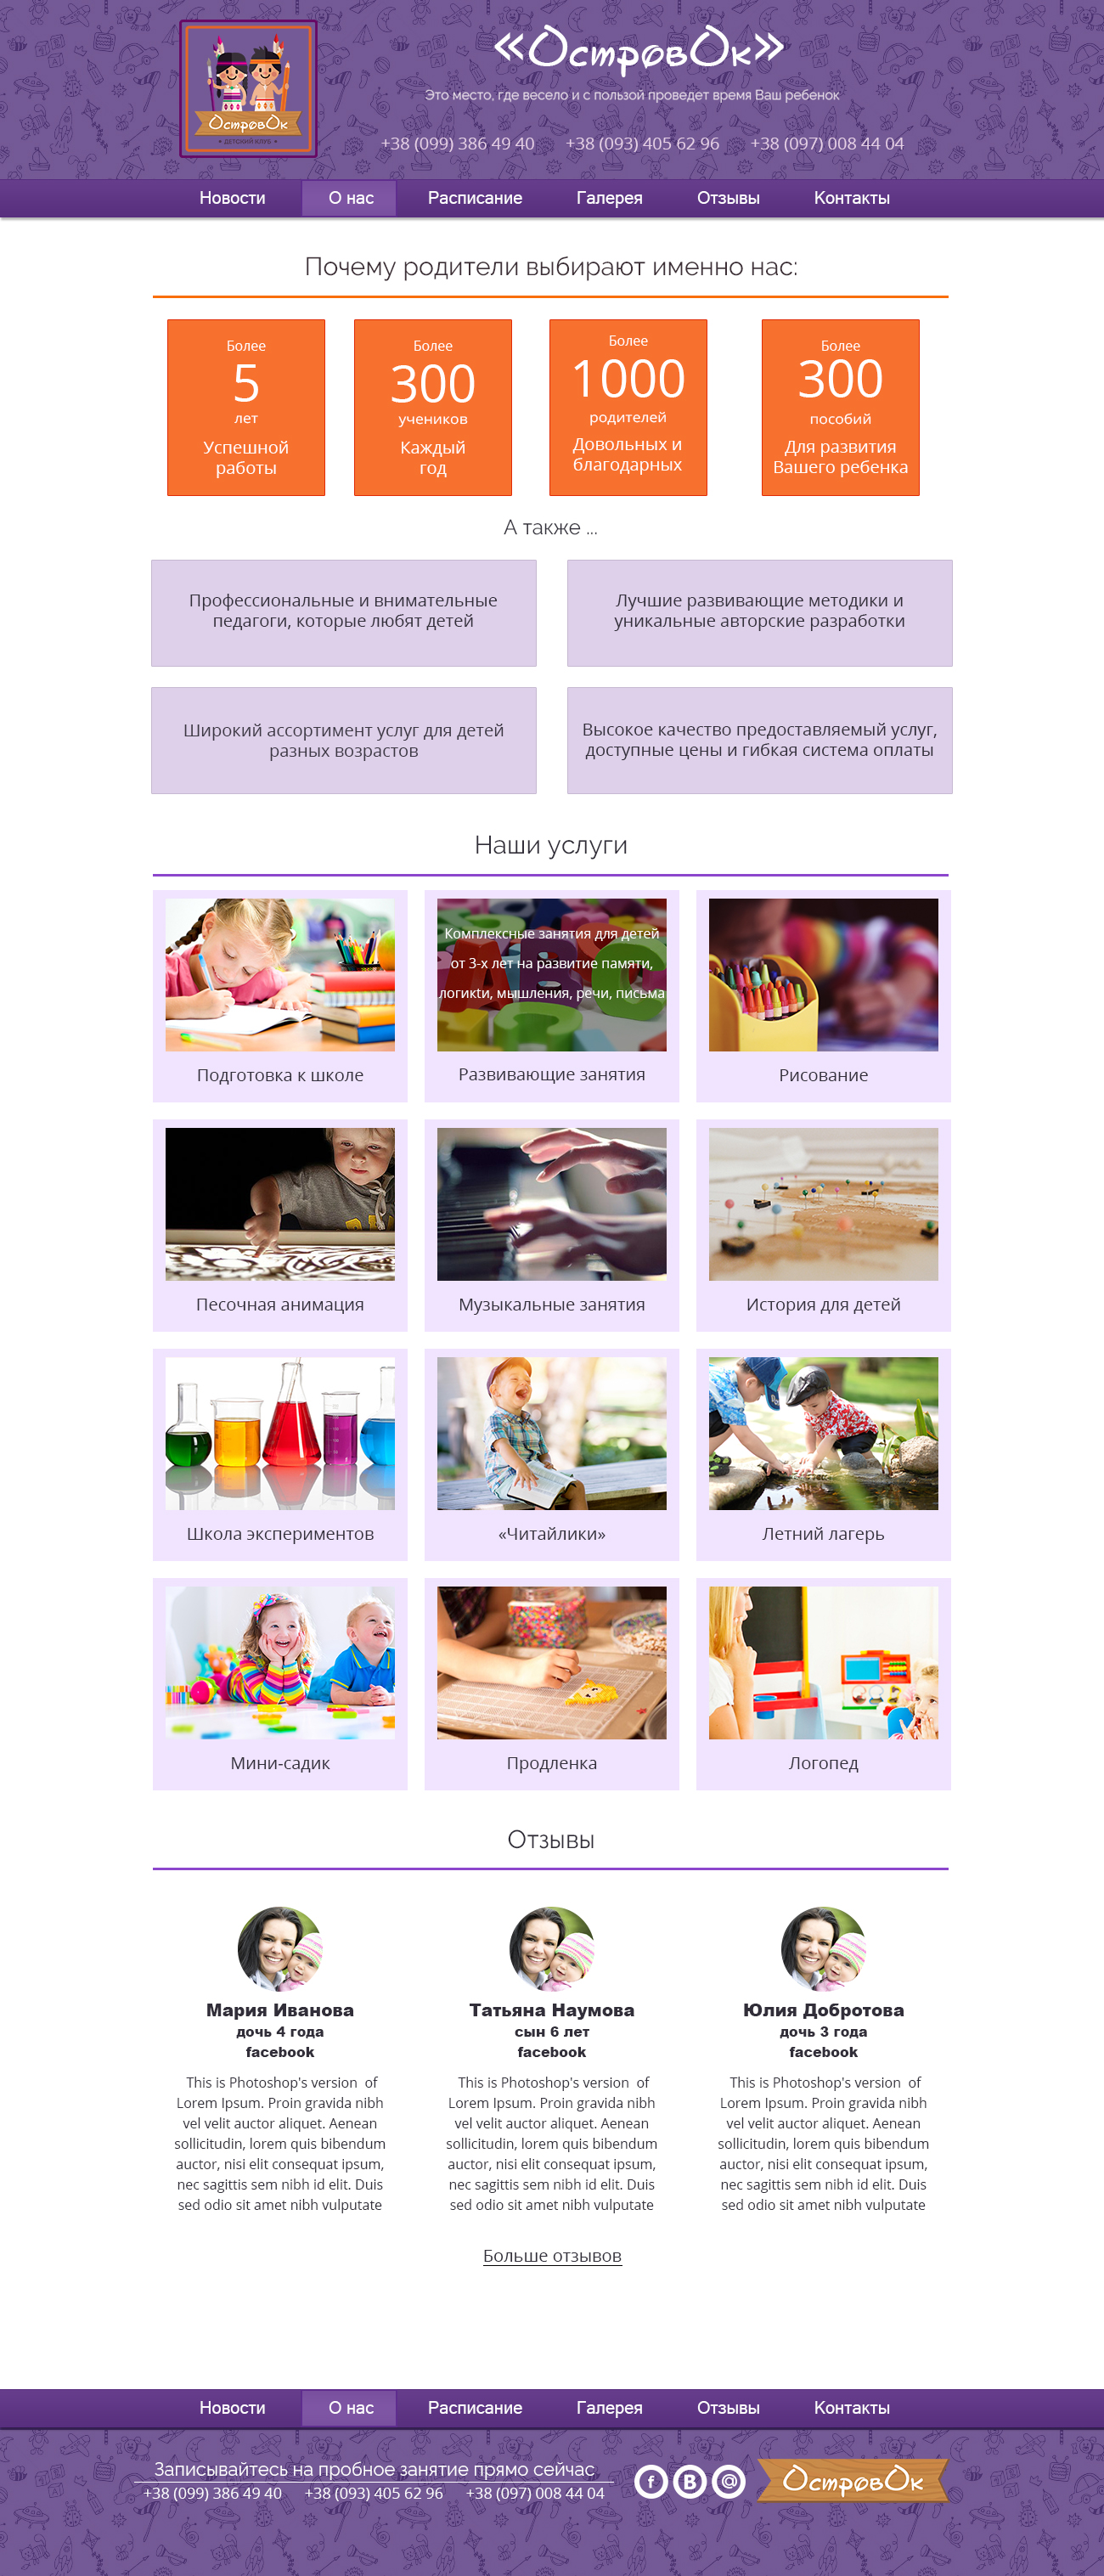 «ОстровОк»
Это место, где весело и с пользой проведет время Ваш ребенок
ОстровОк
• ДЕТСКИЙ КЛУБ •
+38 (099) 386 49 40 +38 (093) 405 62 96 +38 (097) 008 44 04
Новости О нас Расписание Галерея Отзывы Контакты
Почему родители выбирают именно нас:
Более
5
лет
Успешной
работы
Более
300
учеников
Каждый
год
Более
1000
родителей
Довольных и
благодарных
Более
300
пособий
Для развития
Вашего ребенка
А также ...
Профессиональные и внимательные
педагоги, которые любят детей
Лучшие развивающие методики и
уникальные авторские разработки
Широкий ассортимент услуг для детей
разных возрастов
Высокое качество предоставляемый услуг,
доступные цены и гибкая система оплаты
Наши услуги
Подготовка к школе
Комплексные занятия для детей
от 3-х лет на развитие памяти,
логикти, мышления, речи, письма
Развивающие занятия
Рисование
Песочная анимация
Музыкальные занятия
История для детей
Школа экспериментов
«Читайлики»
Летний лагерь
Мини-садик
Продленка
Логопед
Отзывы
Мария Иванова
дочь 4 года
facebook
This is Photoshop's version of
Lorem Ipsum. Proin gravida nibh
vel velit auctor aliquet. Aenean
sollicitudin, lorem quis bibendum
auctor, nisi elit consequat ipsum,
nec sagittis sem nibh id elit. Duis
sed odio sit amet nibh vulputate
Татьяна Наумова
сын 6 лет
facebook
This is Photoshop's version of
Lorem Ipsum. Proin gravida nibh
vel velit auctor aliquet. Aenean
sollicitudin, lorem quis bibendum
auctor, nisi elit consequat ipsum,
nec sagittis sem nibh id elit. Duis
sed odio sit amet nibh vulputate
Юлия Добротова
дочь 3 года
facebook
This is Photoshop's version of
Lorem Ipsum. Proin gravida nibh
vel velit auctor aliquet. Aenean
sollicitudin, lorem quis bibendum
auctor, nisi elit consequat ipsum,
nec sagittis sem nibh id elit. Duis
sed odio sit amet nibh vulputate
Больше отзывов
Новости О нас Расписание Галерея Отзывы Контакты
Записывайтесь на пробное занятие прямо сейчас
+38 (099) 386 49 40 +38 (093) 405 62 96 +38 (097) 008 44 04
f В @
ОстровОк